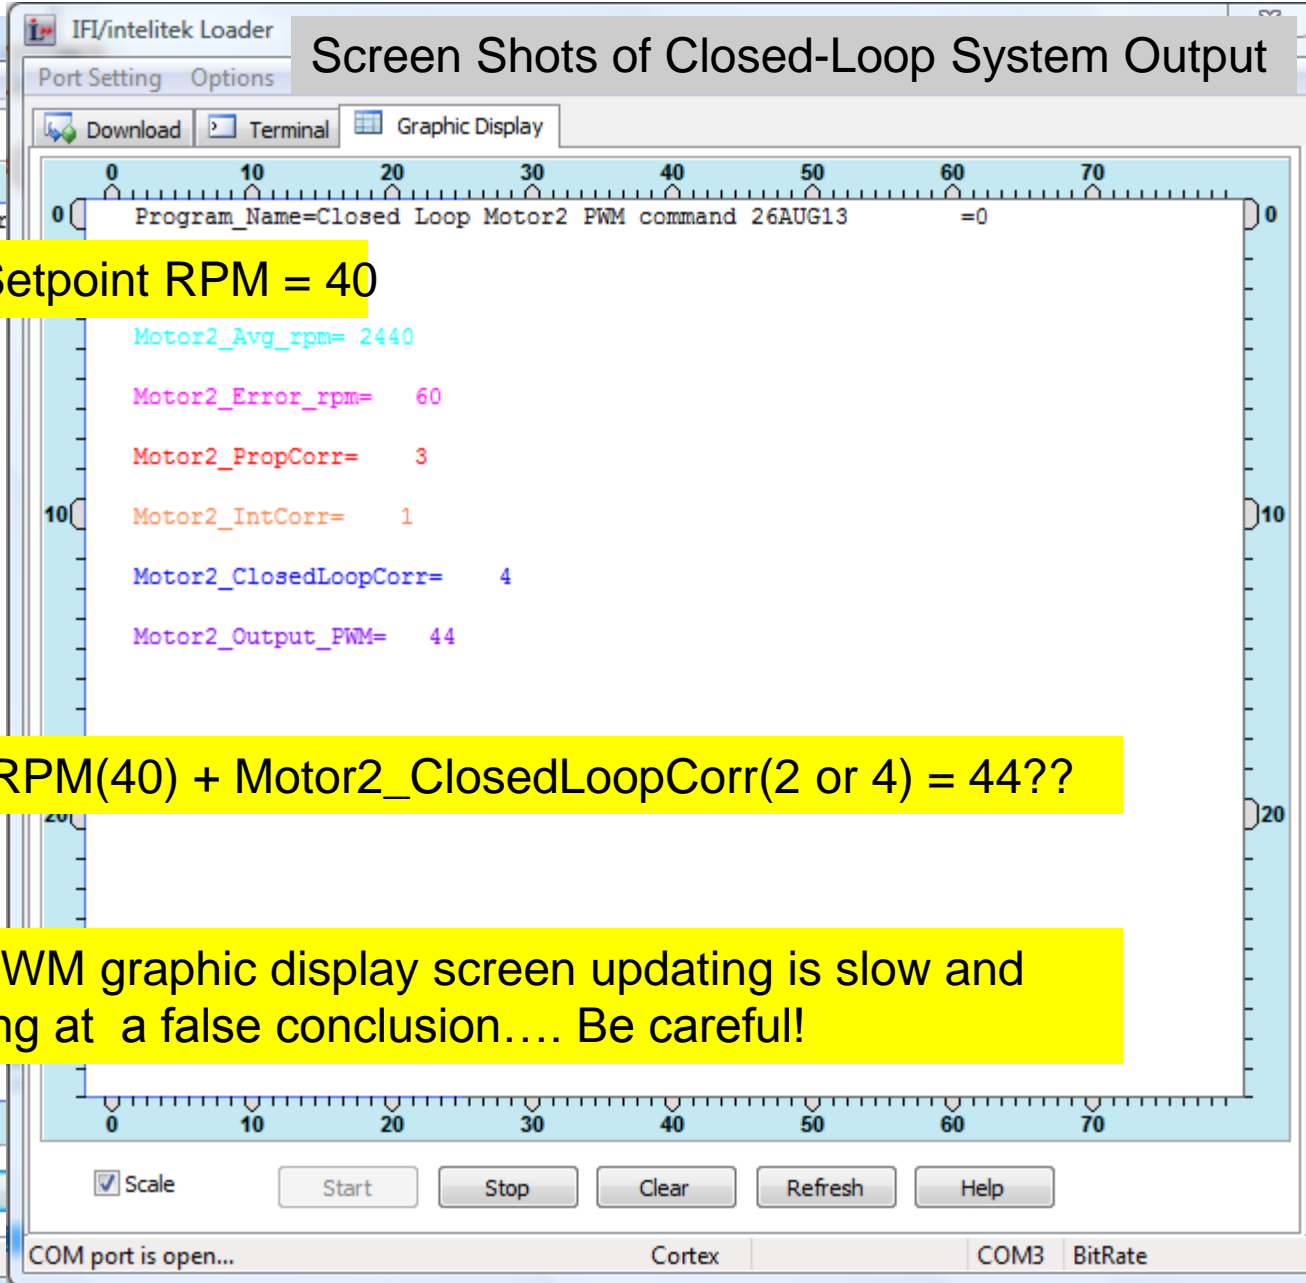 IFI/intelitek Loader
Screen Shots of Closed-Loop System Output
Port Setting Options
Download Terminal Graphic Display
0 10 20 30 40 50 60 70
0 Program_Name=Closed Loop Motor2 PWM command 26AUG13 =0 0
Setpoint RPM = 40
Motor2_Avg_rpm= 2440
Motor2_Error_rpm= 60
Motor2_PropCorr= 3
10 Motor2_IntCorr= 1 10
Motor2_ClosedLoopCorr= 4
Motor2_Output_PWM= 44
RPM(40) + Motor2_ClosedLoopCorr(2 or 4) = 44??
20 20
WM graphic display screen updating is slow and
ng at a false conclusion…. Be careful!
0 10 20 30 40 50 60 70
Scale Start Stop Clear Refresh Help
COM port is open... Cortex COM3 BitRate